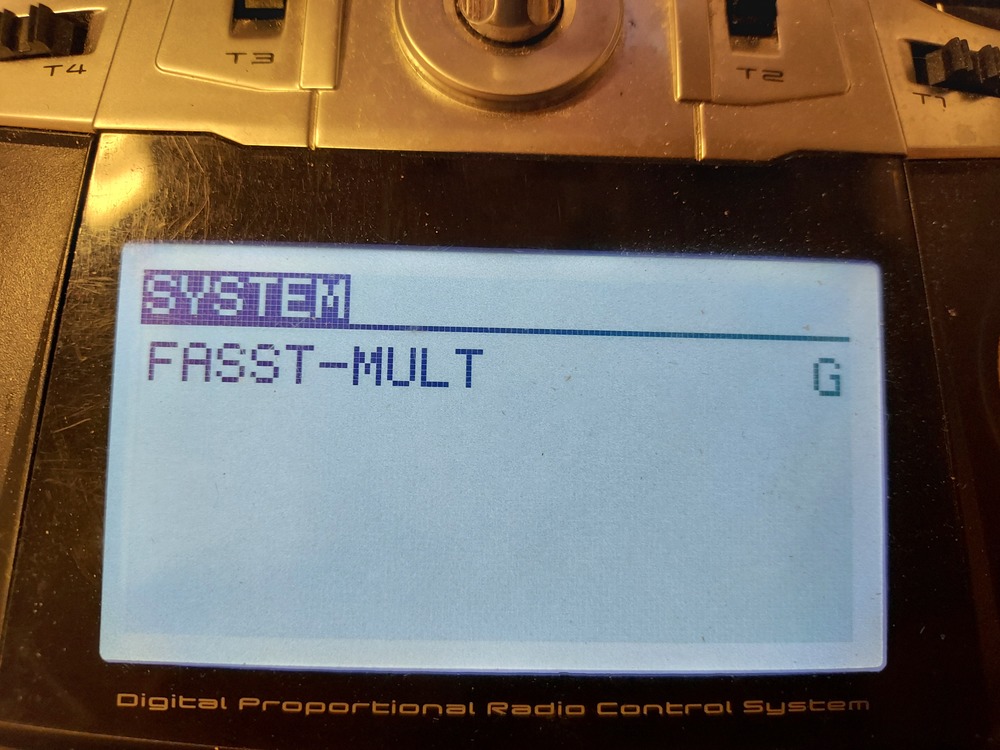 T4 T3 T2 T1
SYSTEM
FASST-MULT G
Digital Proportional Radio Control System